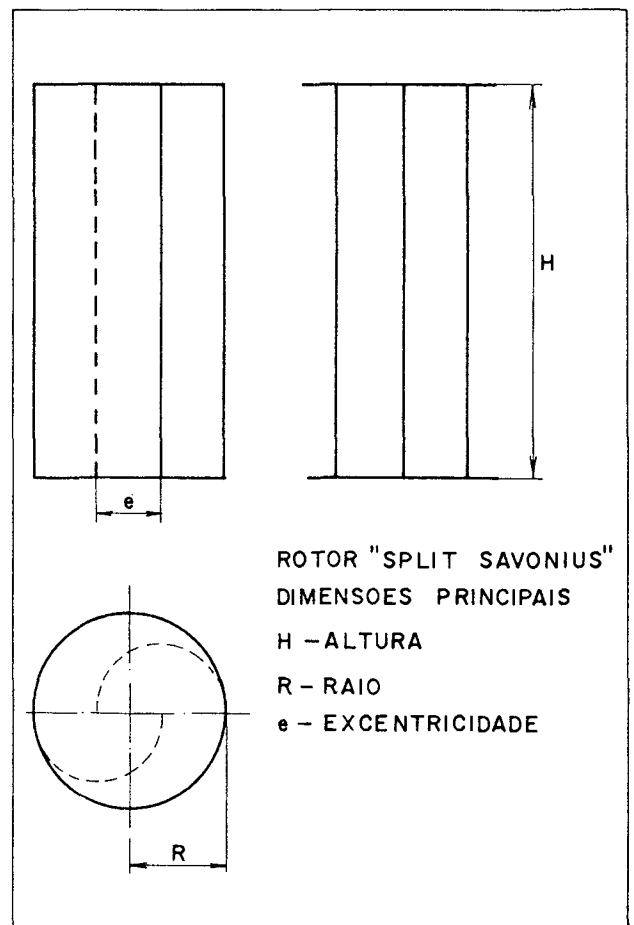 H
e
ROTOR "SPLIT SAVONIUS"
DIMENSOES PRINCIPAIS
H - ALTURA
R - RAIO
e - EXCENTRICIDADE
R